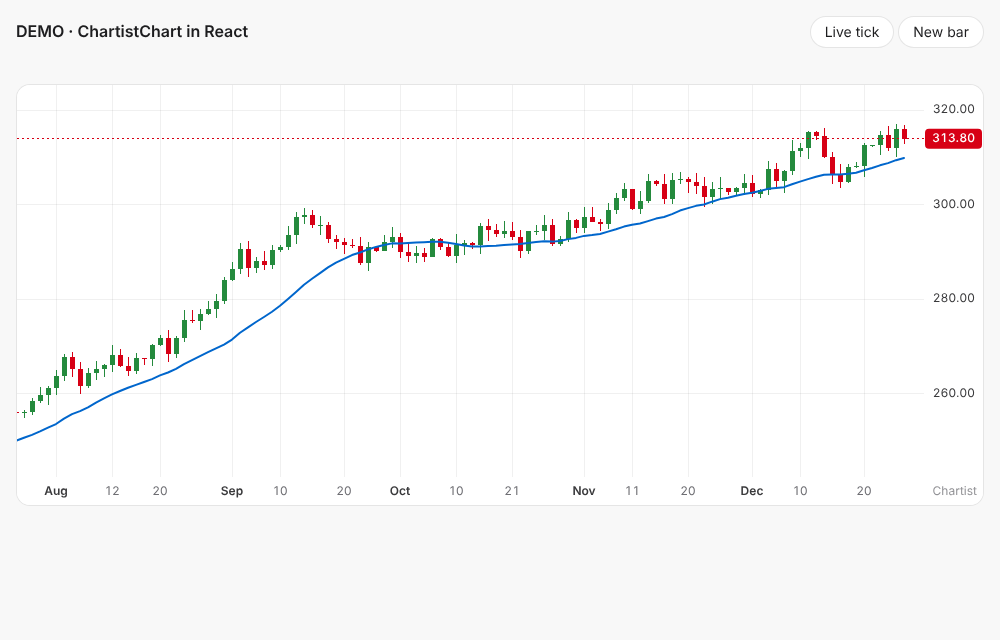 DEMO · ChartistChart in React
Live tick
New bar
320.00
313.80
300.00
280.00
260.00
Aug 12 20 Sep 10 20 Oct 10 21 Nov 11 20 Dec 10 20
Chartist